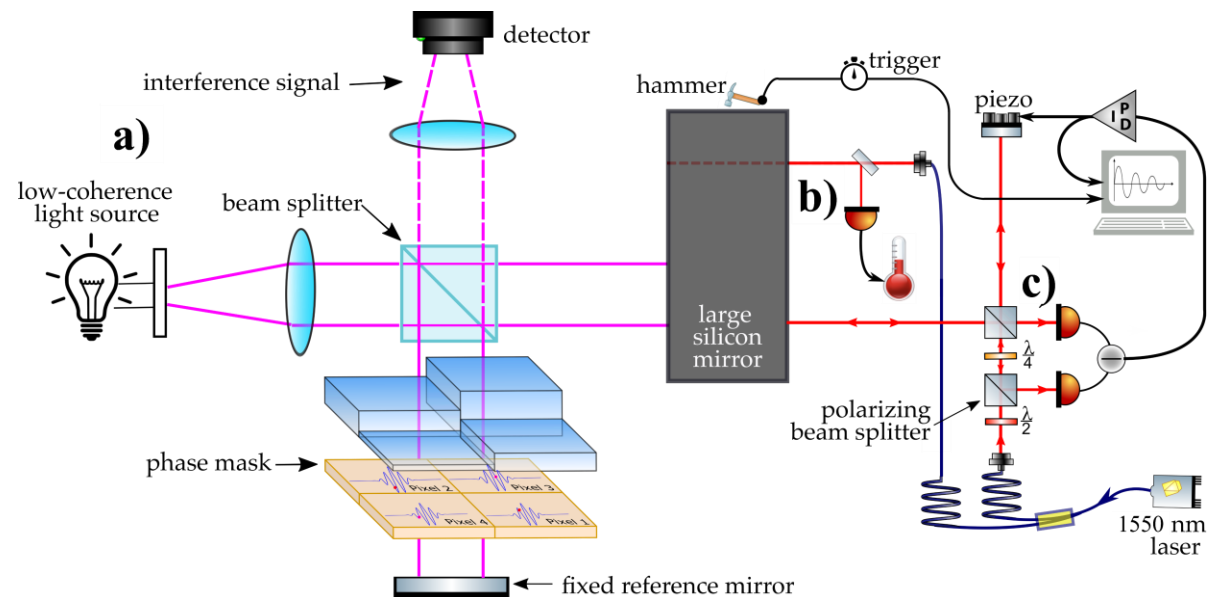 detector
interference signal
a)
low-coherence
light source
beam splitter
hammer
trigger
piezo
P
I
D
b)
c)
large
silicon
mirror
λ
4
polarizing
beam splitter
λ
2
phase mask
Pixel 2
Pixel 3
Pixel 4
Pixel 1
1550 nm
laser
fixed reference mirror